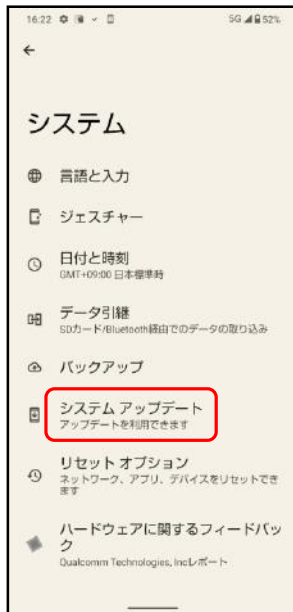 16:22 5G 52%
システム
言語と入力
ジェスチャー
日付と時刻
GMT+09:00 日本標準時
データ引継
SDカード/Bluetooth経由でのデータの取り込み
バックアップ
システム アップデート
アップデートを利用できます
リセット オプション
ネットワーク、アプリ、デバイスをリセットでき
ます
ハードウェアに関するフィードバッ
ク
Qualcomm Technologies, Incレポート